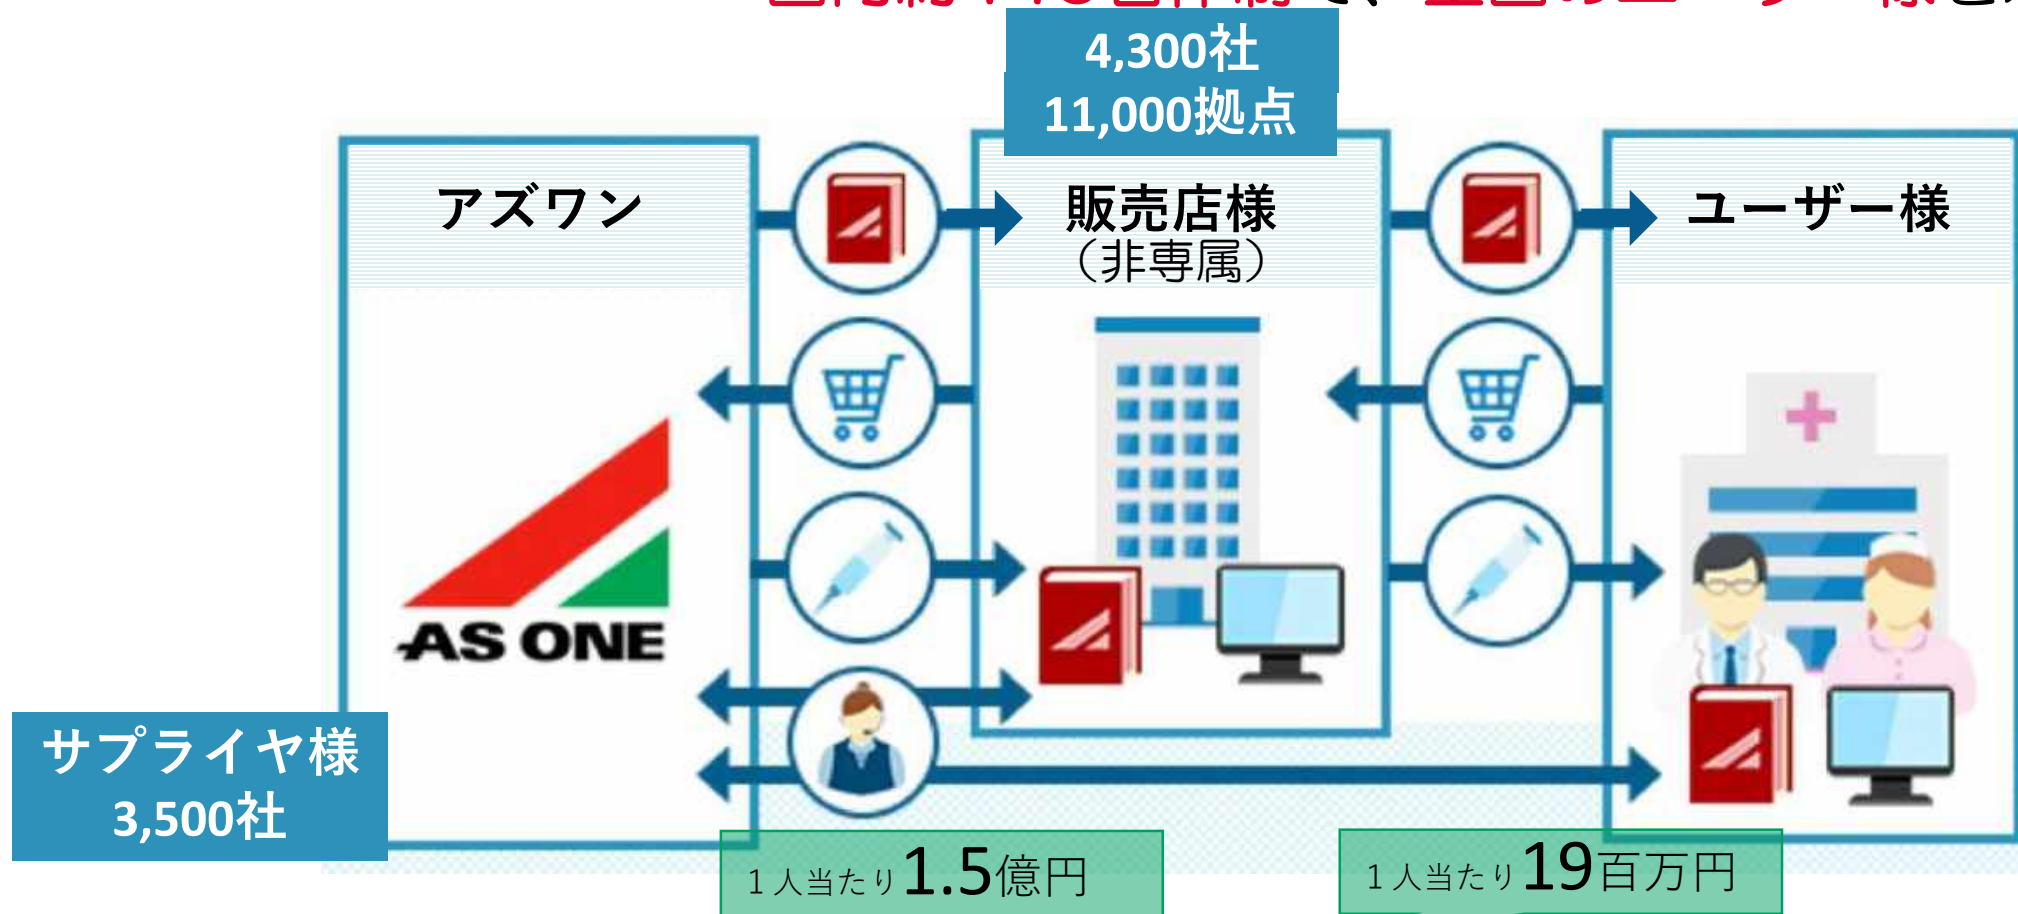 4,300社
11,000拠点
アズワン
販売店様
（非専属）
ユーザー様
AS ONE
サプライヤ様
3,500社
1人当たり1.5億円
1人当たり19百万円